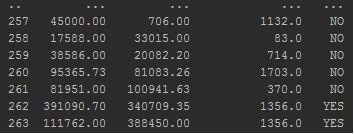 ..        ...        ...        ...        ...
257   45000.00     706.00     1132.0     NO
258   17588.00   33015.00       83.0     NO
259   38586.00   20082.20      714.0     NO
260   95365.73   81083.26     1703.0     NO
261   81951.00  100941.63      370.0     NO
262  391090.70  340709.35     1356.0    YES
263  111762.00  388450.00     1356.0    YES